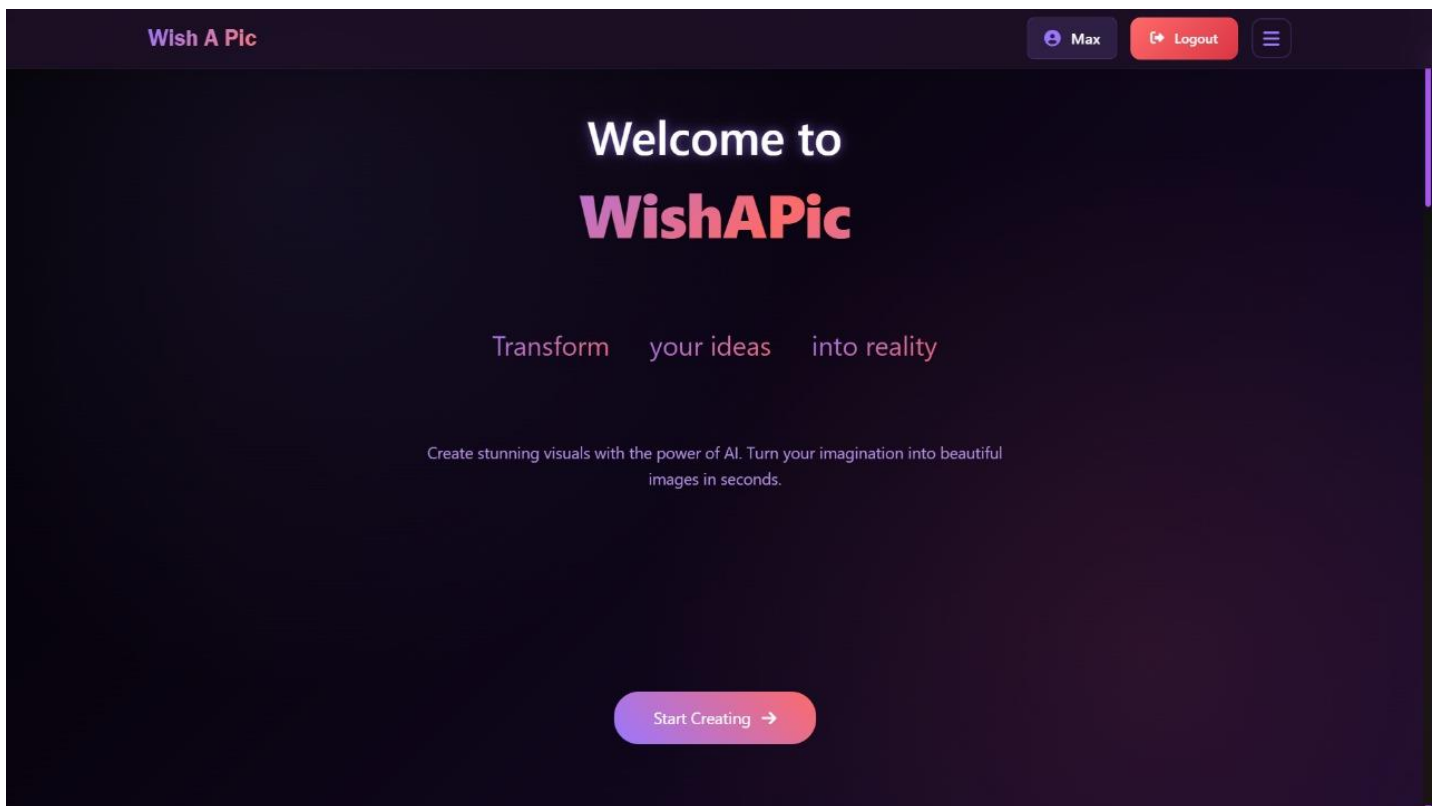 Wish A Pic
Max
Logout
Welcome to
WishAPic
Transform your ideas into reality
Create stunning visuals with the power of AI. Turn your imagination into beautiful
images in seconds.
Start Creating